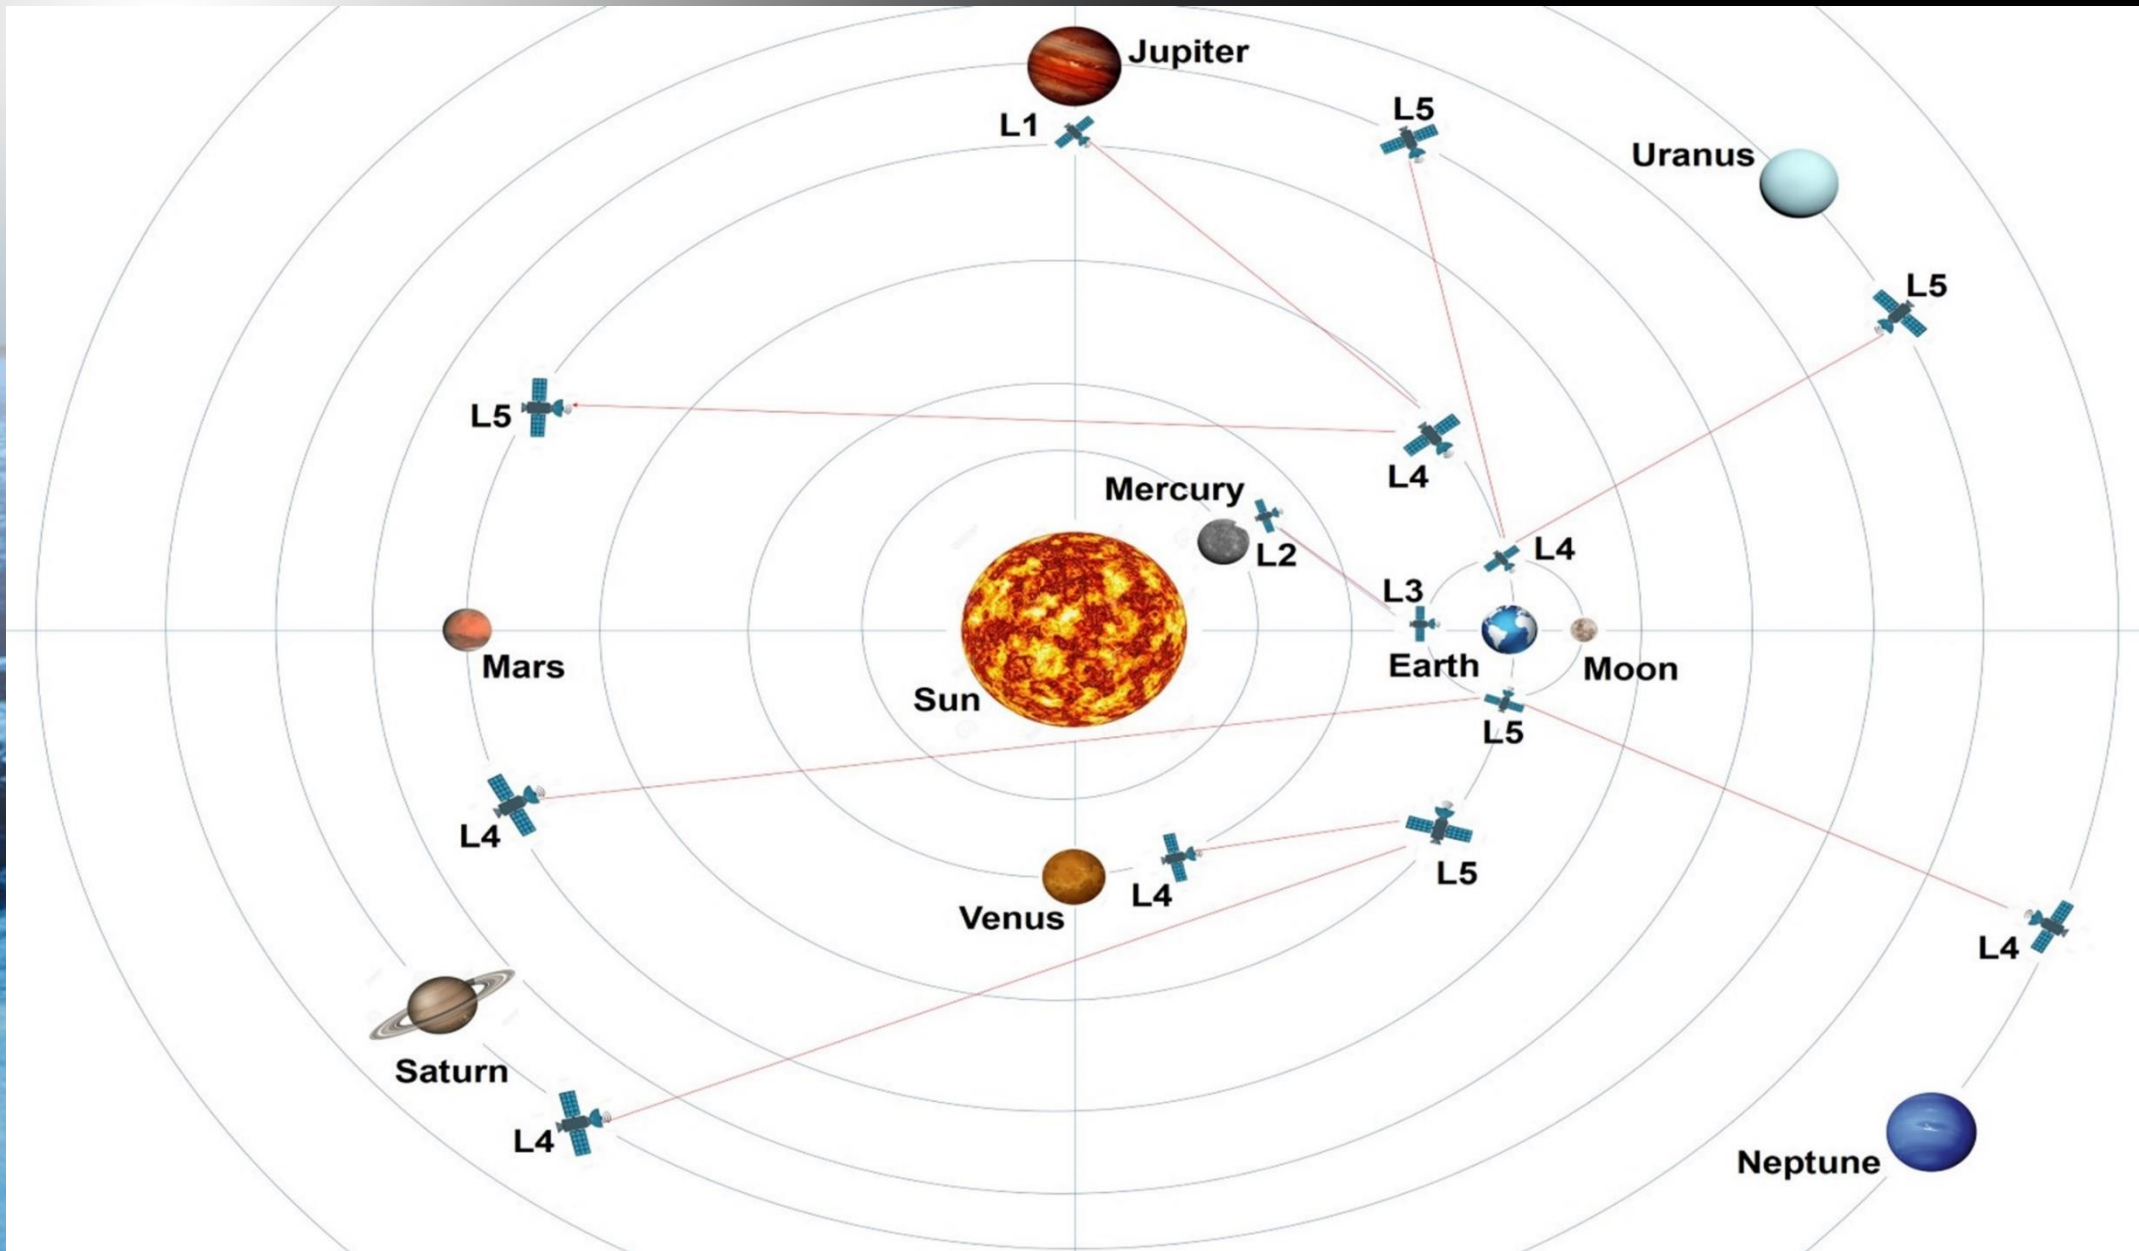 Jupiter
L1
L5
Uranus
L5
L5
L4
Mercury
L2
L4
L3
Earth
Moon
Mars
Sun
L5
L4
L5
L4
Venus
L4
Saturn
L4
Neptune